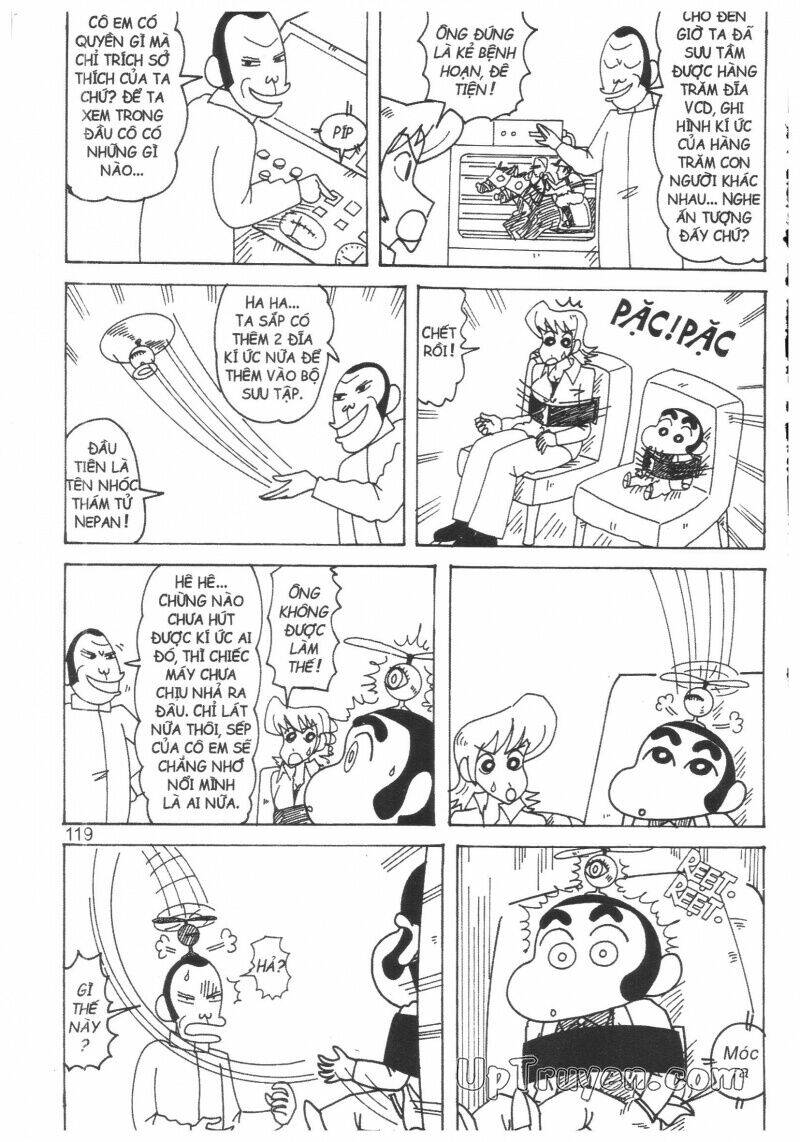 CHO ĐẾN
GIỜ TA ĐÃ
SƯU TẦM
ĐƯỢC HÀNG
TRĂM ĐĨA
VCD, GHI
HÌNH KÍ ỨC
CỦA HÀNG
TRĂM CON
NGƯỜI KHÁC
NHAU... NGHE
ẤN TƯỢNG
ĐẤY CHỨ?
ÔNG ĐÚNG
LÀ KẺ BỆNH
HOẠN, ĐÊ
TIỆN!
CÔ EM CÓ
QUYỀN GÌ MÀ
CHỈ TRÍCH SỞ
THÍCH CỦA TA
CHỨ? ĐỂ TA
XEM TRONG
ĐẦU CÔ CÓ
NHỮNG GÌ
NÀO...
PÍP
PẶC! PẶC
CHẾT
RỒI!
HA HA...
TA SẮP CÓ
THÊM 2 ĐĨA
KÍ ỨC NỮA ĐỂ
THÊM VÀO BỘ
SƯU TẬP.
ĐẦU
TIÊN LÀ
TÊN NHÓC
THÁM TỬ
NEPAN!
ÔNG
KHÔNG
ĐƯỢC
LÀM
THẾ!
HÊ HÊ...
CHỪNG NÀO
CHƯA HÚT
ĐƯỢC KÍ ỨC AI
ĐÓ, THÌ CHIẾC
MÁY CHƯA
CHỊU NHẢ RA
ĐÂU. CHỈ LÁT
NỮA THÔI, SẾP
CỦA CÔ EM SẼ
CHẲNG NHỚ
NỔI MÌNH
LÀ AI NỮA.
119
REET.
REET.
MÓC
HẢ?
GÌ
THẾ
NÀY
?
UpTruyen.com